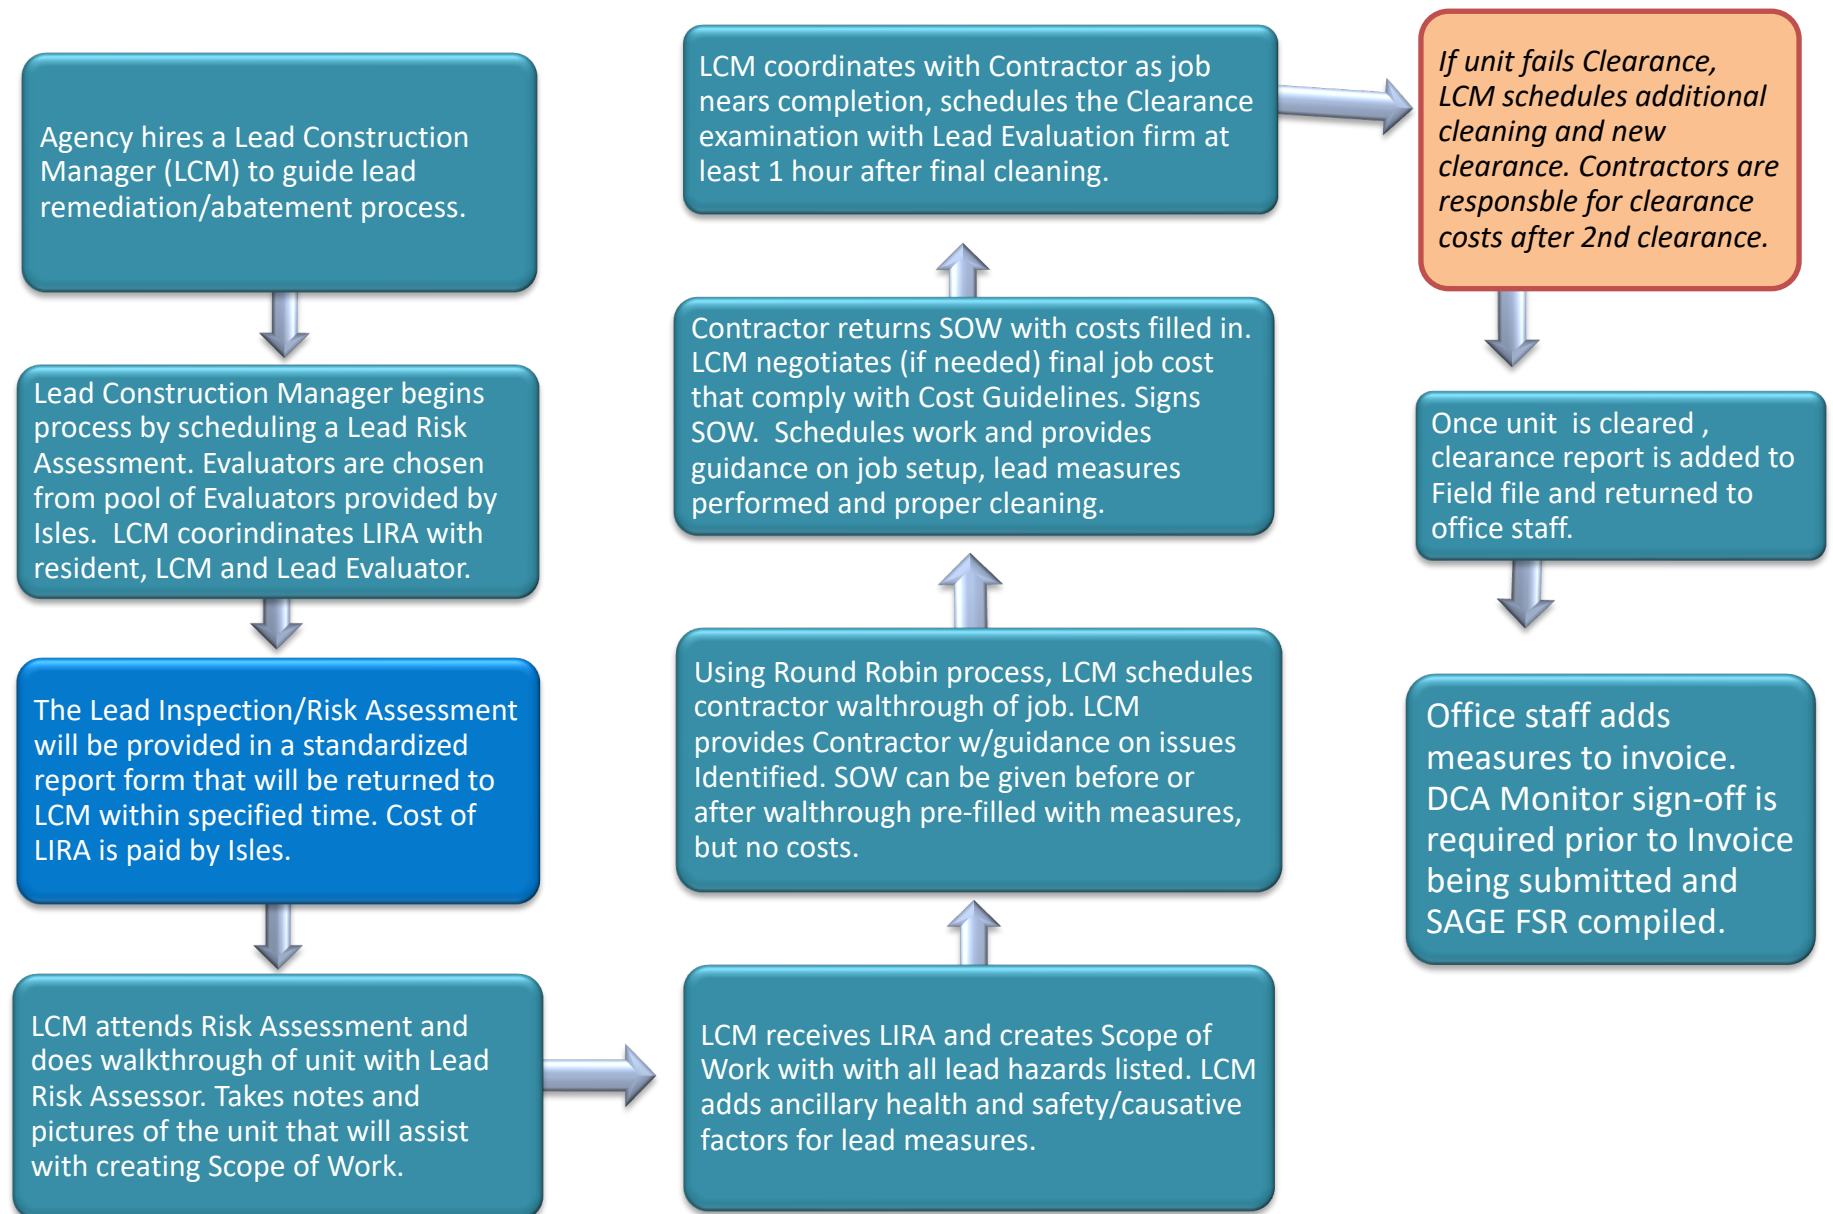 Agency hires a Lead Construction
Manager (LCM) to guide lead
remediation/abatement process.
Lead Construction Manager begins
process by scheduling a Lead Risk
Assessment. Evaluators are chosen
from pool of Evaluators provided by
Isles. LCM coorindinates LIRA with
resident, LCM and Lead Evaluator.
The Lead Inspection/Risk Assessment
will be provided in a standardized
report form that will be returned to
LCM within specified time. Cost of
LIRA is paid by Isles.
LCM attends Risk Assessment and
does walkthrough of unit with Lead
Risk Assessor. Takes notes and
pictures of the unit that will assist
with creating Scope of Work.
LCM receives LIRA and creates Scope of
Work with with all lead hazards listed. LCM
adds ancillary health and safety/causative
factors for lead measures.
Using Round Robin process, LCM schedules
contractor walthrough of job. LCM
provides Contractor w/guidance on issues
Identified. SOW can be given before or
after walthrough pre-filled with measures,
but no costs.
Contractor returns SOW with costs filled in.
LCM negotiates (if needed) final job cost
that comply with Cost Guidelines. Signs
SOW. Schedules work and provides
guidance on job setup, lead measures
performed and proper cleaning.
LCM coordinates with Contractor as job
nears completion, schedules the Clearance
examination with Lead Evaluation firm at
least 1 hour after final cleaning.
If unit fails Clearance,
LCM schedules additional
cleaning and new
clearance. Contractors are
responsble for clearance
costs after 2nd clearance.
Once unit is cleared ,
clearance report is added to
Field file and returned to
office staff.
Office staff adds
measures to invoice.
DCA Monitor sign-off is
required prior to Invoice
being submitted and
SAGE FSR compiled.